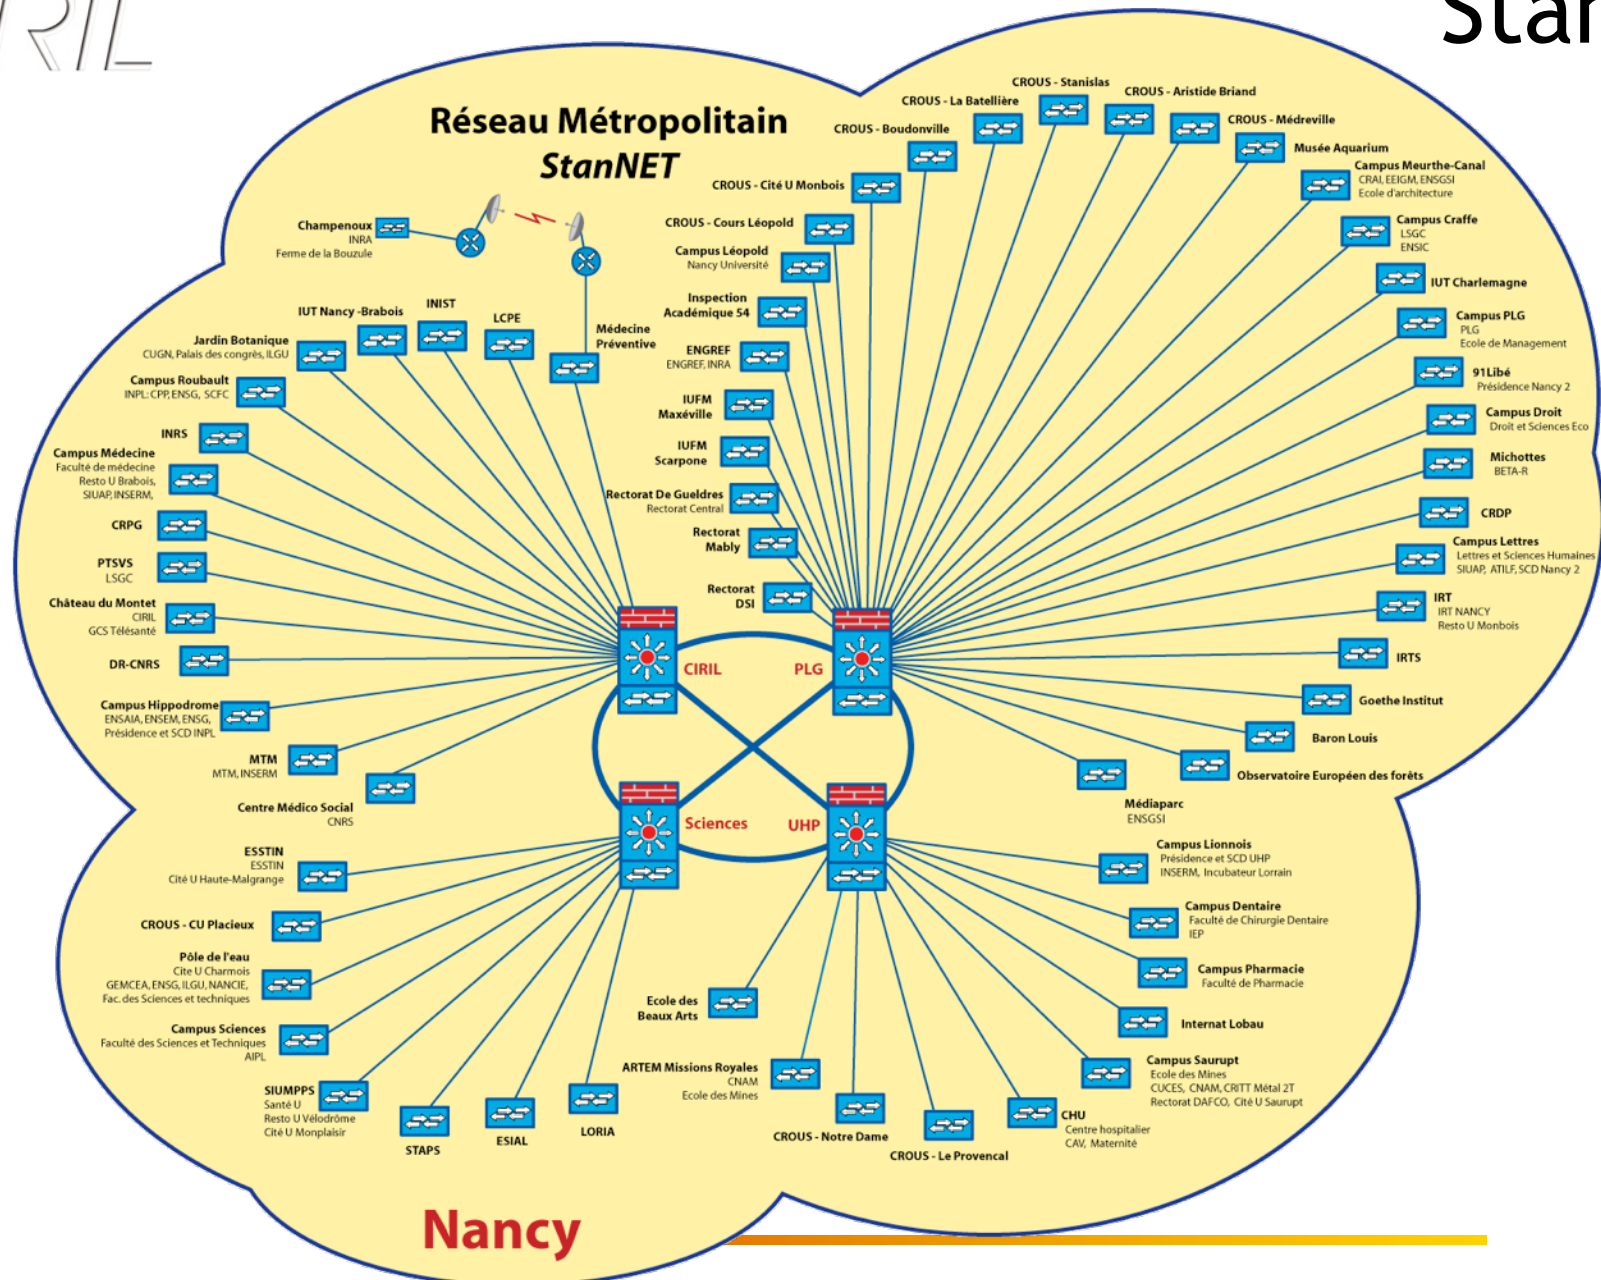 RIL
Réseau Métropolitain
StanNET
Champenoux
INRA
Ferme de la Bouzule
IUT Nancy -Brabois
INIST
LCPE
Médecine
Préventive
Jardin Botanique
CUGN, Palais des congrès, ILGU
Campus Roubault
INPL: CPP, ENSG, SCFC
INRS
Campus Médecine
Faculté de médecine
Resto U Brabois,
SIUAP, INSERM,
CRPG
PTSVS
LSGC
Château du Montet
CIRIL
GCS Télésanté
DR-CNRS
Campus Hippodrome
ENSAIA, ENSEM, ENSG,
Présidence et SCD INPL
MTM
MTM, INSERM
Centre Médico Social
CNRS
CROUS - Stanislas
CROUS - Aristide Briand
CROUS - La Batellière
CROUS - Médreville
CROUS - Boudonville
Musée Aquarium
CROUS - Cité U Monbois
Campus Meurthe-Canal
CRAI, EEIGM, ENSGSI
Ecole d'architecture
CROUS - Cours Léopold
Campus Léopold
Nancy Université
Inspection
Académique 54
ENGREF
ENGREF, INRA
IUFM
Maxéville
IUFM
Scarpone
Rectorat De Gueldres
Rectorat Central
Rectorat
Mably
Rectorat
DSI
Campus Craffe
LSGC
ENSIC
IUT Charlemagne
Campus PLG
PLG
Ecole de Management
91Libé
Présidence Nancy 2
Campus Droit
Droit et Sciences Eco
Michottes
BETA-R
CRDP
Campus Lettres
Lettres et Sciences Humaines
SIUAP, ATILF, SCD Nancy 2
IRT
IRT NANCY
Resto U Monbois
IRTS
Goethe Institut
Baron Louis
Observatoire Européen des forêts
Médiaparc
ENSGSI
CIRIL
PLG
Sciences
UHP
ESSTIN
ESSTIN
Cité U Haute-Malgrange
CROUS - CU Placieux
Pôle de l'eau
Cite U Charmois
GEMCEA, ENSG, ILGU, NANCIE,
Fac. des Sciences et techniques
Campus Sciences
Faculté des Sciences et Techniques
AIPL
SIUMPPS
Santé U
Resto U Vélodrôme
Cité U Monplaisir
STAPS
ESIAL
LORIA
Ecole des
Beaux Arts
ARTEM Missions Royales
CNAM
Ecole des Mines
CROUS - Notre Dame
CROUS - Le Provencal
CHU
Centre hospitalier
CAV, Maternité
Campus Saurupt
Ecole des Mines
CUCES, CNAM, CRITT Métal 2T
Rectorat DAFCO, Cité U Saurupt
Internat Lobau
Campus Pharmacie
Faculté de Pharmacie
Campus Dentaire
Faculté de Chirurgie Dentaire
IEP
Campus Lionnois
Présidence et SCD UHP
INSERM, Incubateur Lorrain
Nancy